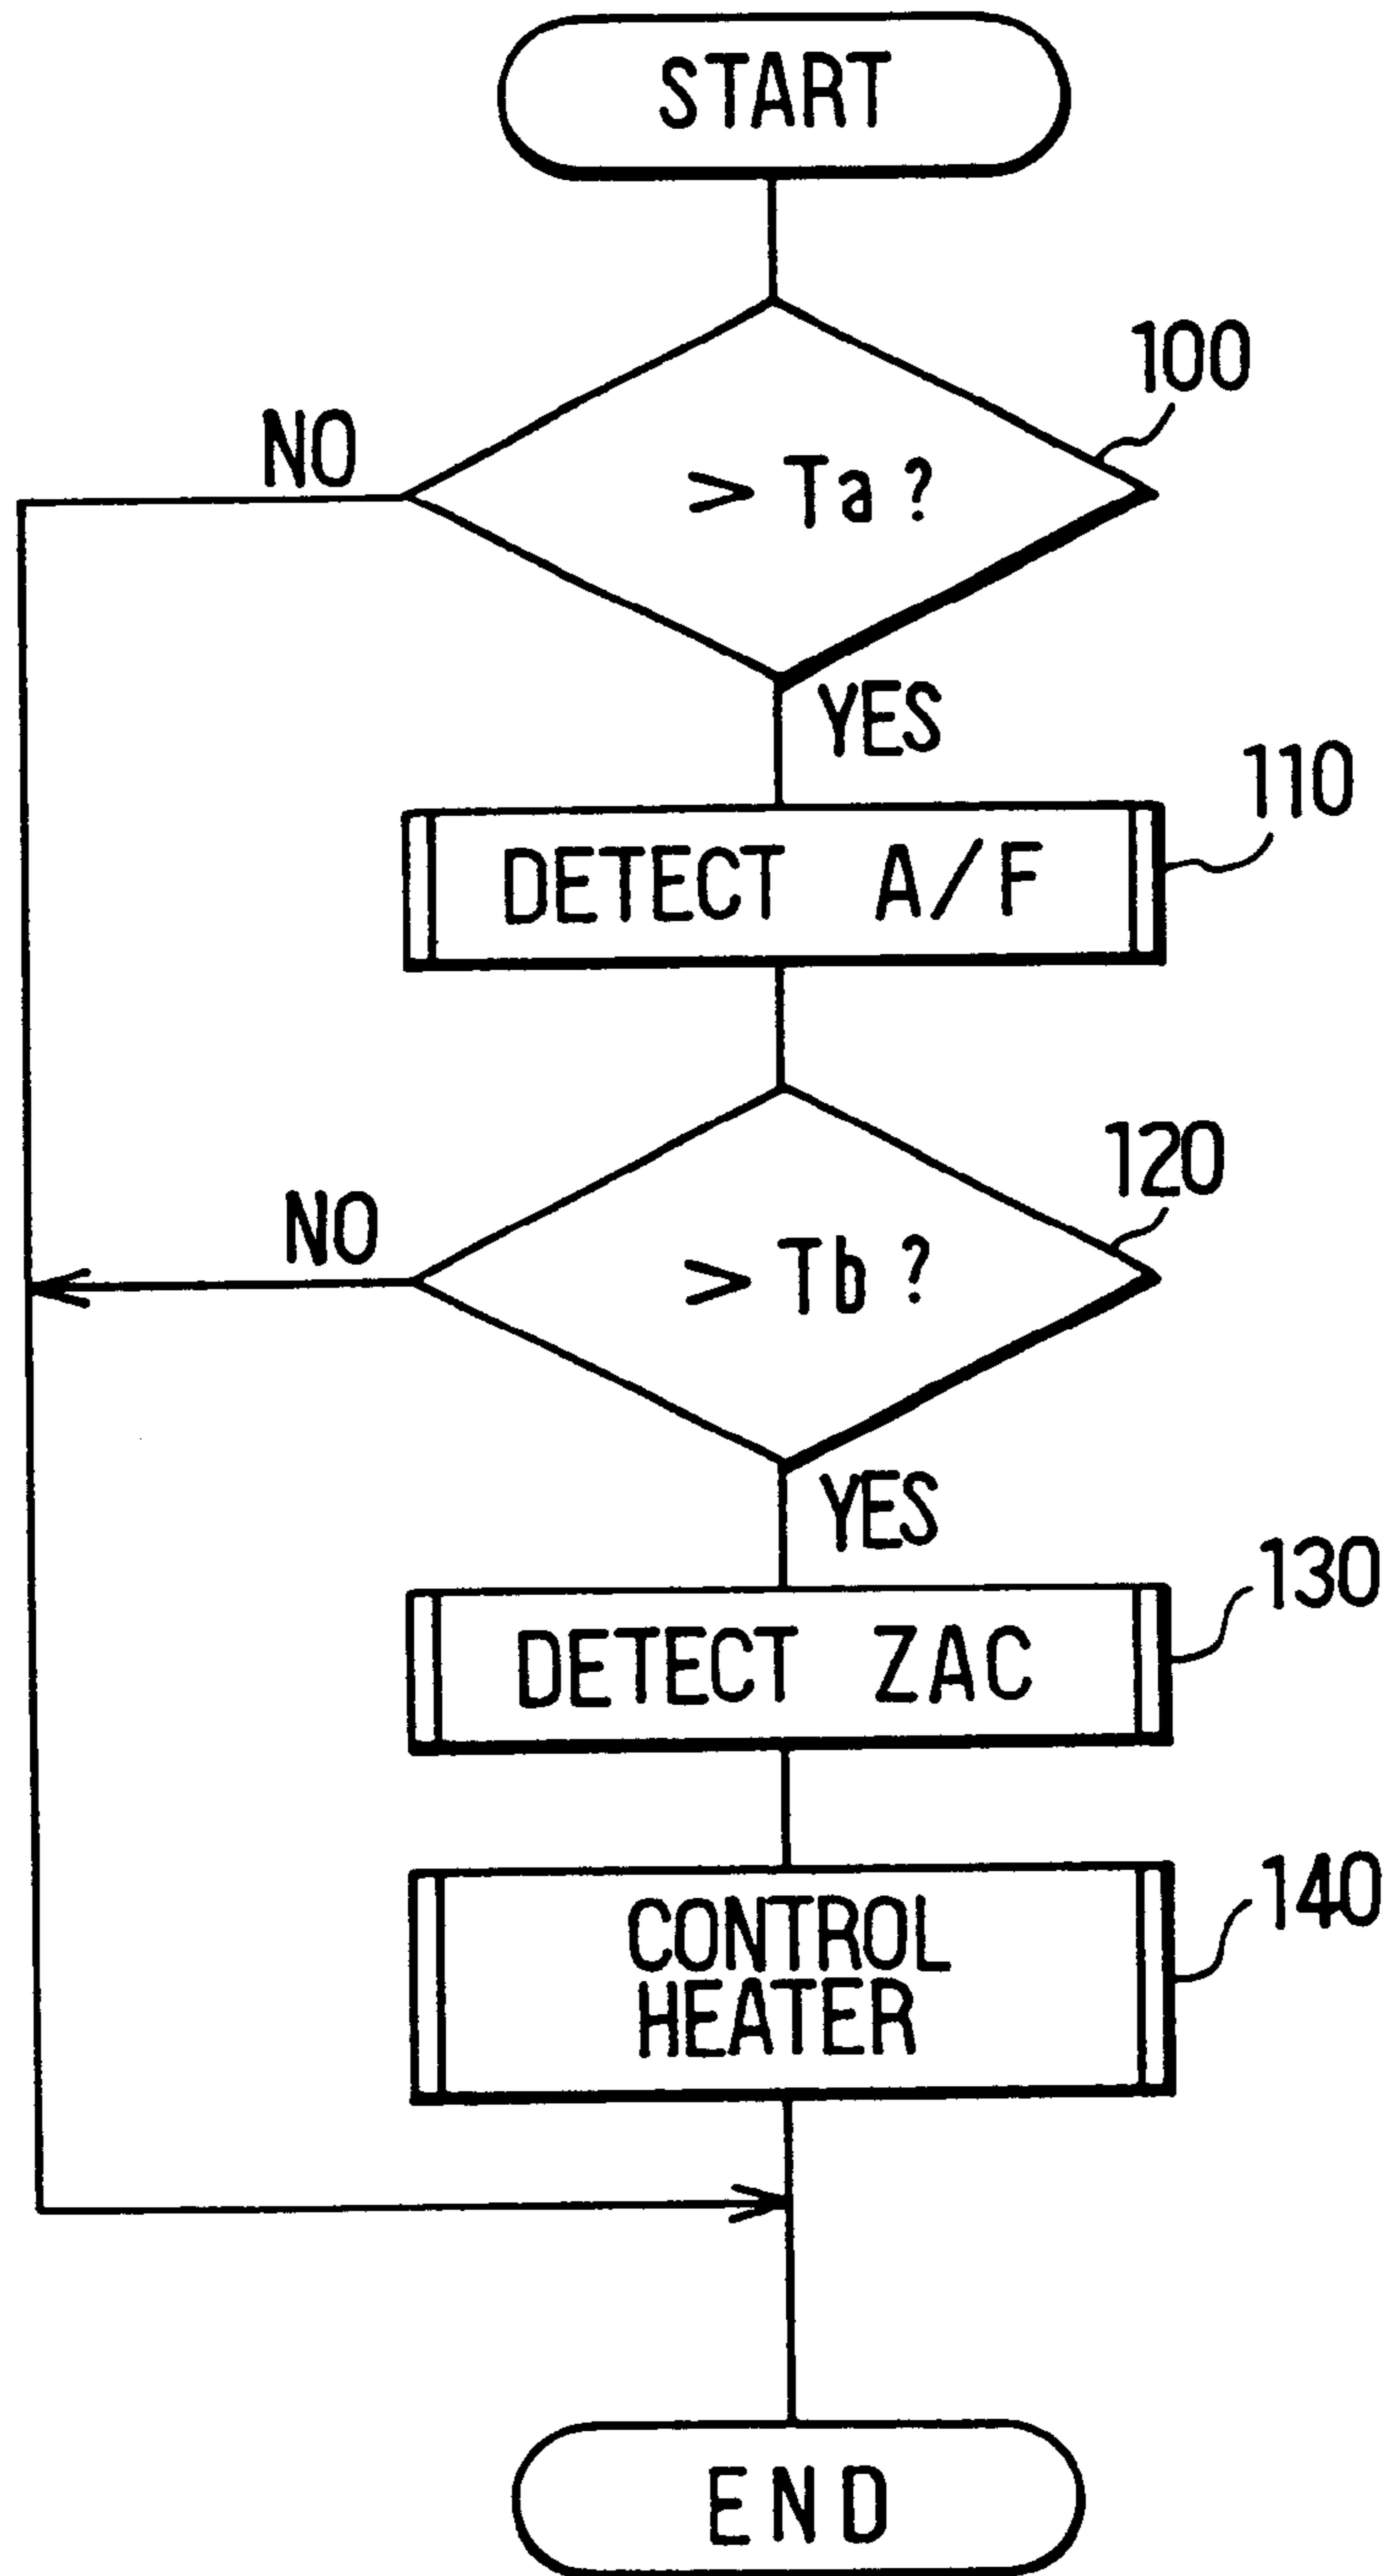 START
100
NO
> Ta ?
YES
110
DETECT A/F
120
NO
> Tb ?
YES
130
DETECT ZAC
140
CONTROL
HEATER
END